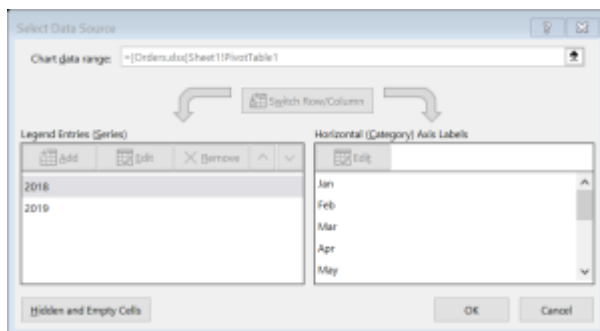 Select Data Source
Chart data range: =[Orders.xlsx]Sheet1!PivotTable1
Switch Row/Column
Legend Entries (Series)
Horizontal (Category) Axis Labels
Add Edit Remove
Edit
2018
2019
Jan
Feb
Mar
Apr
May
Hidden and Empty Cells
OK
Cancel